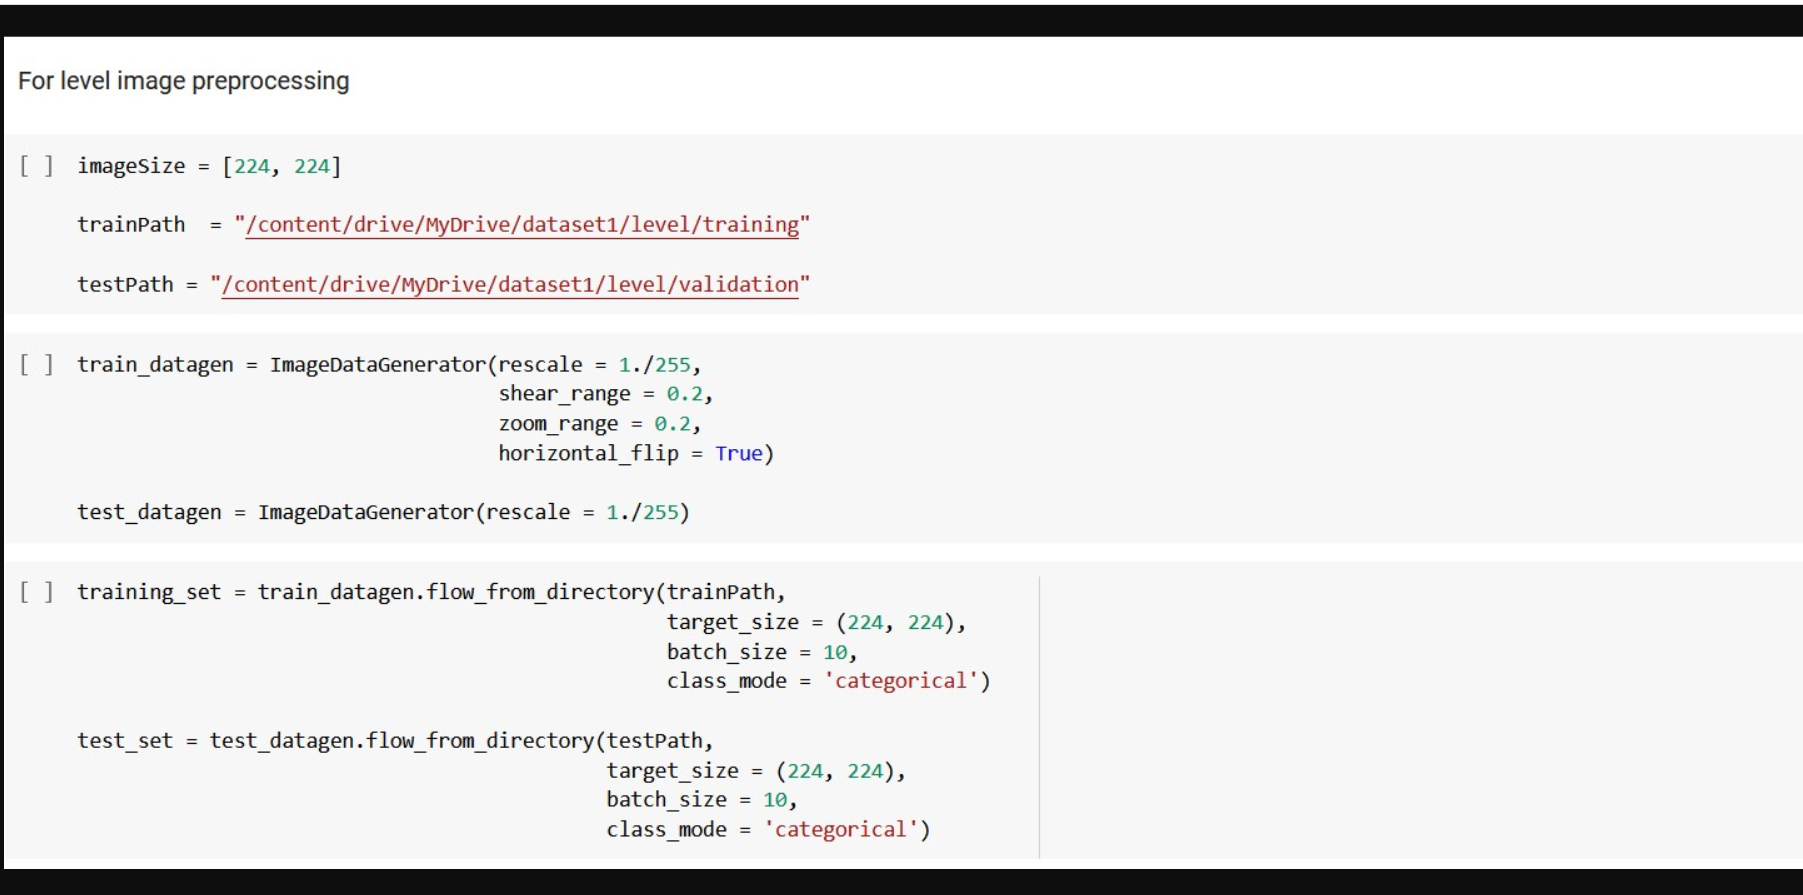 For level image preprocessing
[ ] imageSize = [224, 224]
trainPath  = "/content/drive/MyDrive/dataset1/level/training"
testPath = "/content/drive/MyDrive/dataset1/level/validation"
[ ] train_datagen = ImageDataGenerator(rescale = 1./255,
shear_range = 0.2,
zoom_range = 0.2,
horizontal_flip = True)
test_datagen = ImageDataGenerator(rescale = 1./255)
[ ] training_set = train_datagen.flow_from_directory(trainPath,
target_size = (224, 224),
batch_size = 10,
class_mode = 'categorical')
test_set = test_datagen.flow_from_directory(testPath,
target_size = (224, 224),
batch_size = 10,
class_mode = 'categorical')